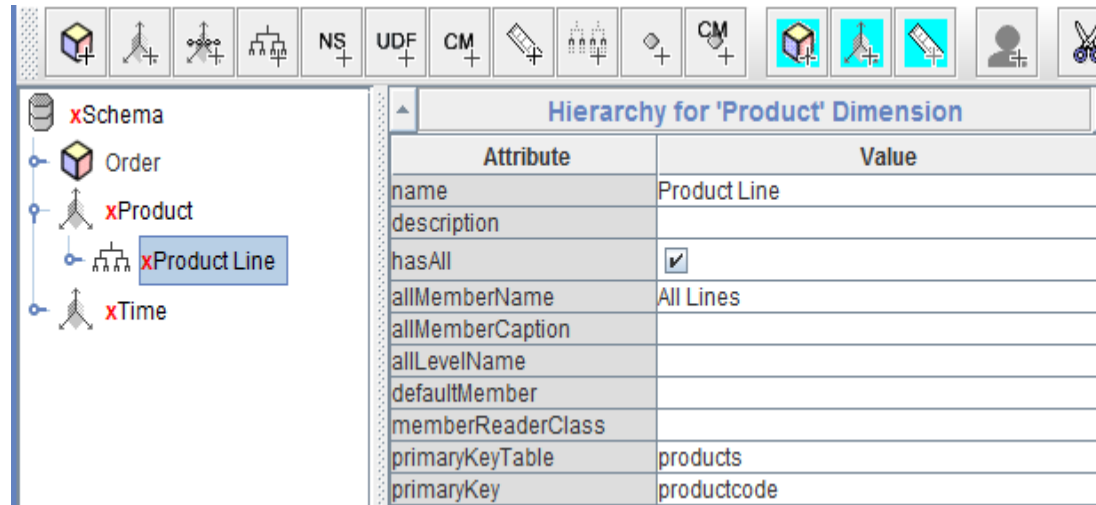 NS UDF CM CM
xSchema
Order
xProduct
xProduct Line
xTime
Hierarchy for 'Product' Dimension
Attribute Value
name Product Line
description
hasAll
allMemberName All Lines
allMemberCaption
allLevelName
defaultMember
memberReaderClass
primaryKeyTable products
primaryKey productcode